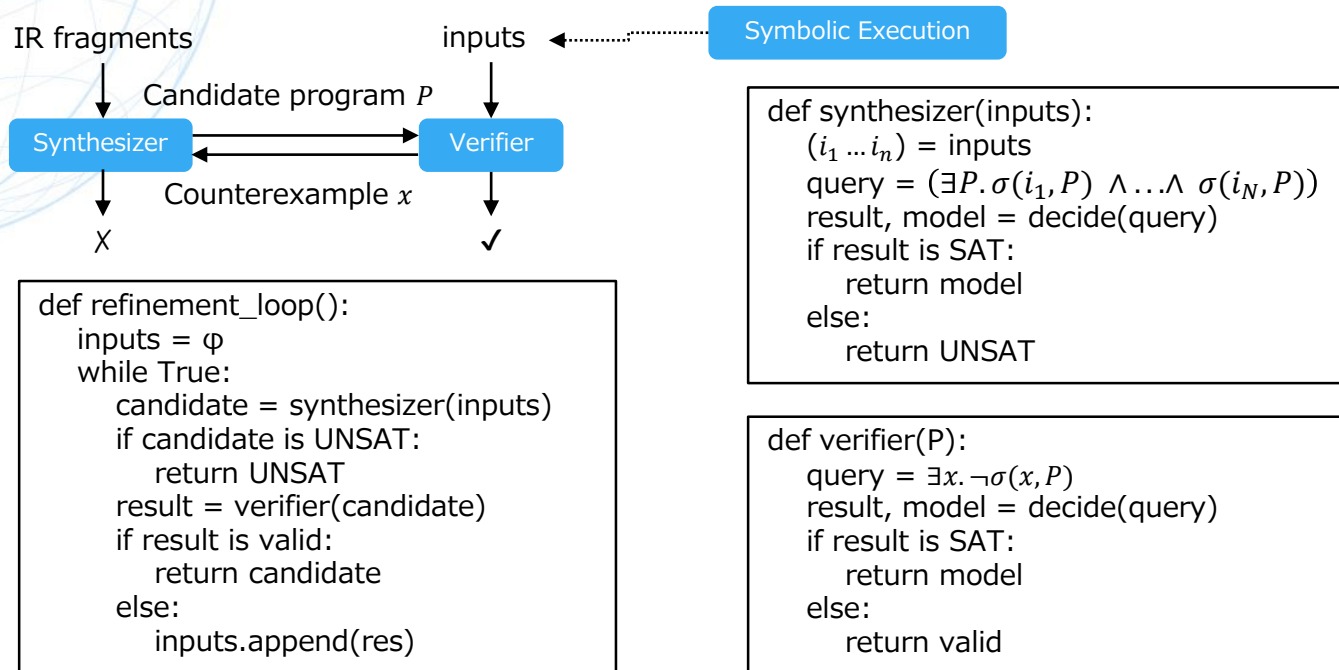 IR fragments
inputs
Symbolic Execution
Candidate program P
Synthesizer
Verifier
Counterexample x
✗
✓
def refinement_loop():
inputs = φ
while True:
candidate = synthesizer(inputs)
if candidate is UNSAT:
return UNSAT
result = verifier(candidate)
if result is valid:
return candidate
else:
inputs.append(res)
def synthesizer(inputs):
(i₁ … iₙ) = inputs
query = (∃P. σ(i₁, P) ∧ …∧ σ(i_N, P))
result, model = decide(query)
if result is SAT:
return model
else:
return UNSAT
def verifier(P):
query = ∃x. ¬σ(x, P)
result, model = decide(query)
if result is SAT:
return model
else:
return valid